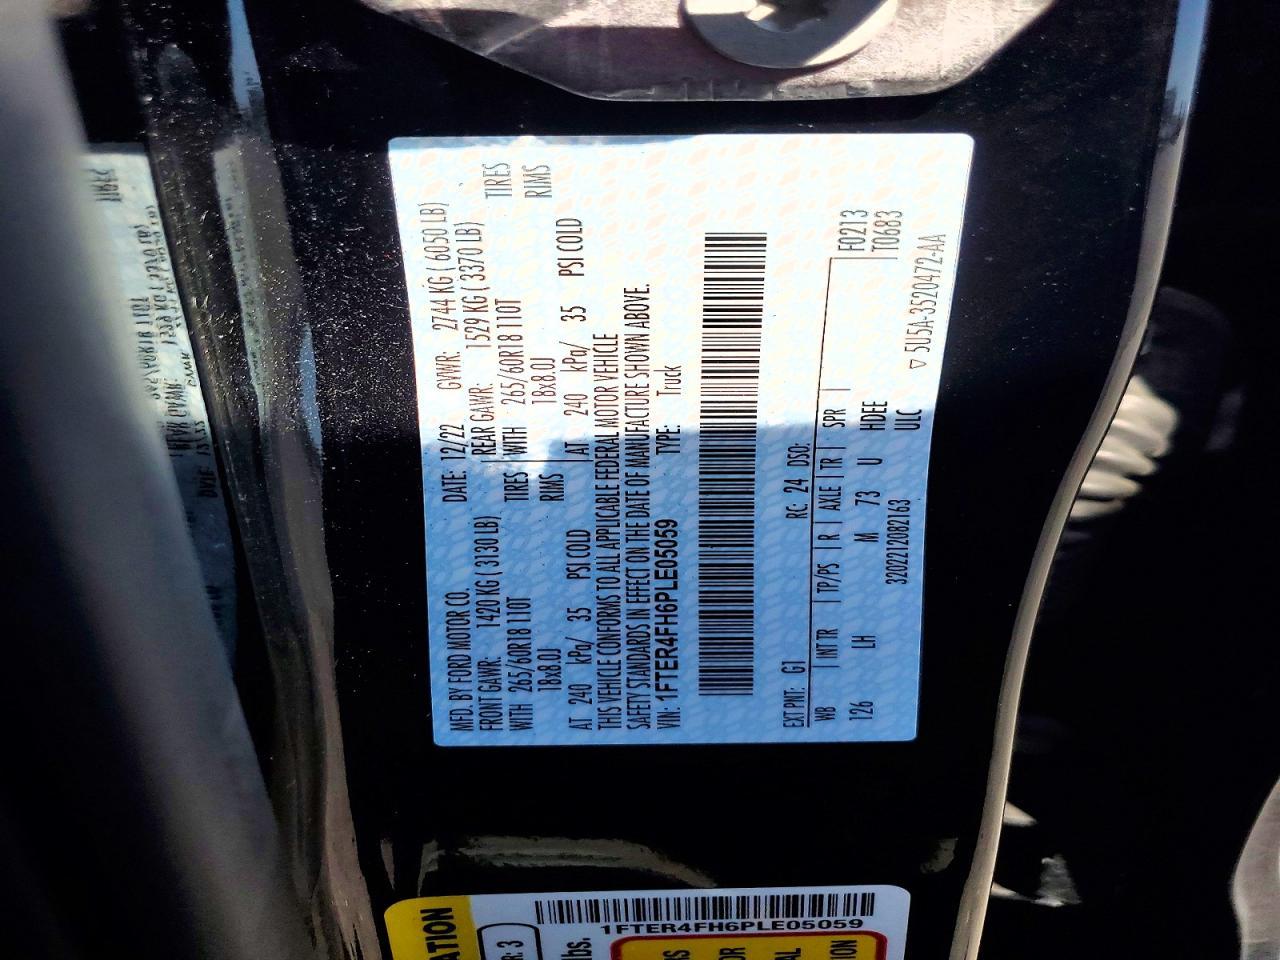 MFD. BY FORD MOTOR CO. DATE: 12/22 GVWR: 2744 KG ( 6050 LB)
FRONT GAWR: 1420 KG ( 3130 LB) REAR GAWR: 1529 KG ( 3370 LB)
WITH 265/60R18 110T TIRES WITH 265/60R18 110T TIRES
18x8.0J RIMS 18x8.0J RIMS
AT 240 kPa/ 35 PSI COLD AT 240 kPa/ 35 PSI COLD
THIS VEHICLE CONFORMS TO ALL APPLICABLE FEDERAL MOTOR VEHICLE
SAFETY STANDARDS IN EFFECT ON THE DATE OF MANUFACTURE SHOWN ABOVE.
VIN: 1FTER4FH6PLE05059 TYPE: Truck
EXT PNT: G1 RC: 24 DSO:
WB INT TR TP/PS R AXLE TR SPR F0213
126 LH M 73 U HDEE T0683
3202212082163 ULC
5U5A-3520472-AA
1FTER4FH6PLE05059
R: 3
lbs.